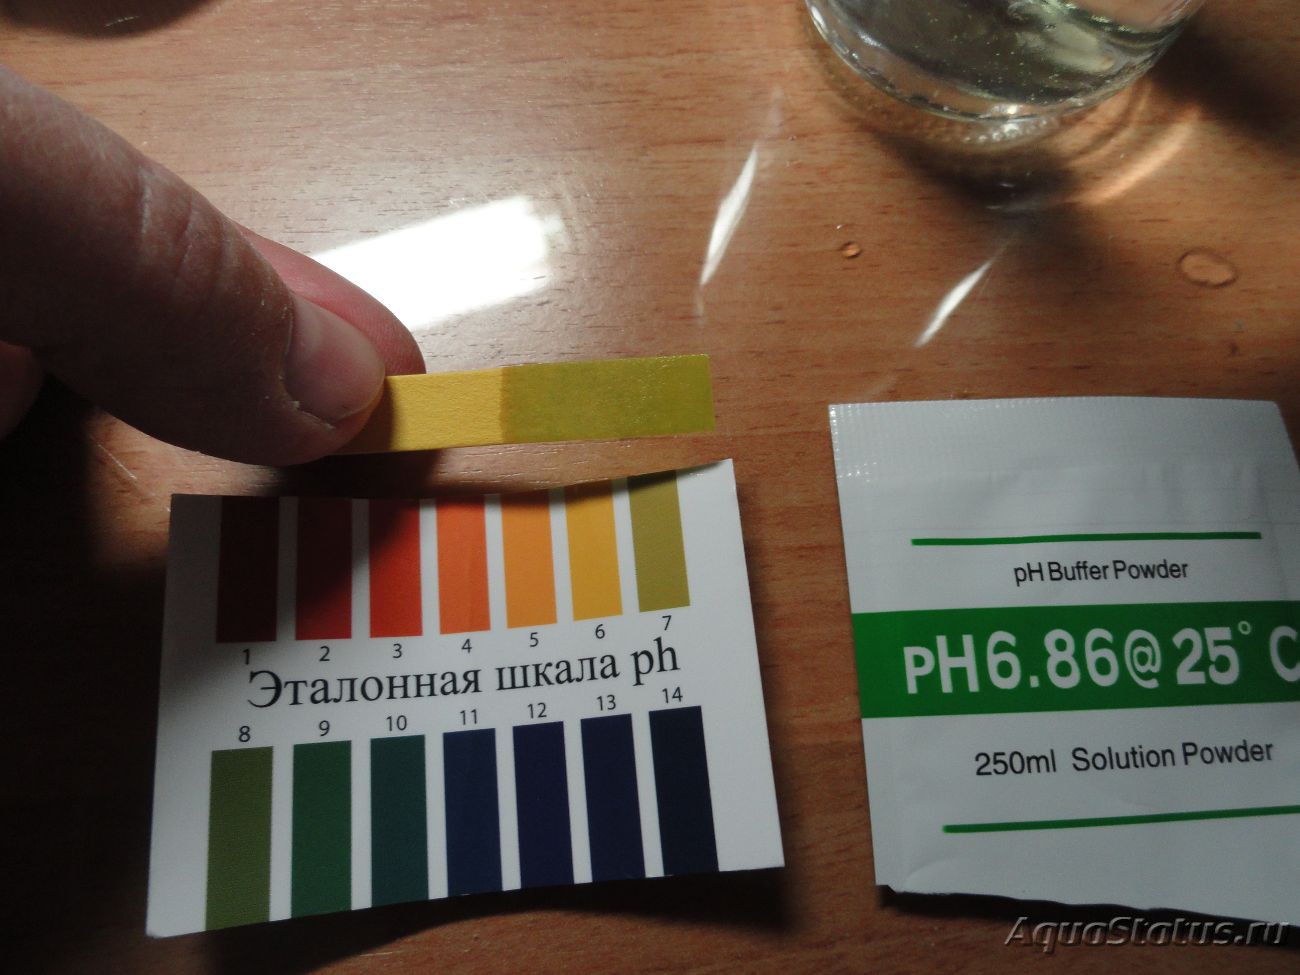 1 2 3 4 5 6 7
Эталонная шкала ph
8 9 10 11 12 13 14
pH Buffer Powder
PH6.86@25°C
250ml Solution Powder
AquaStatus.ru